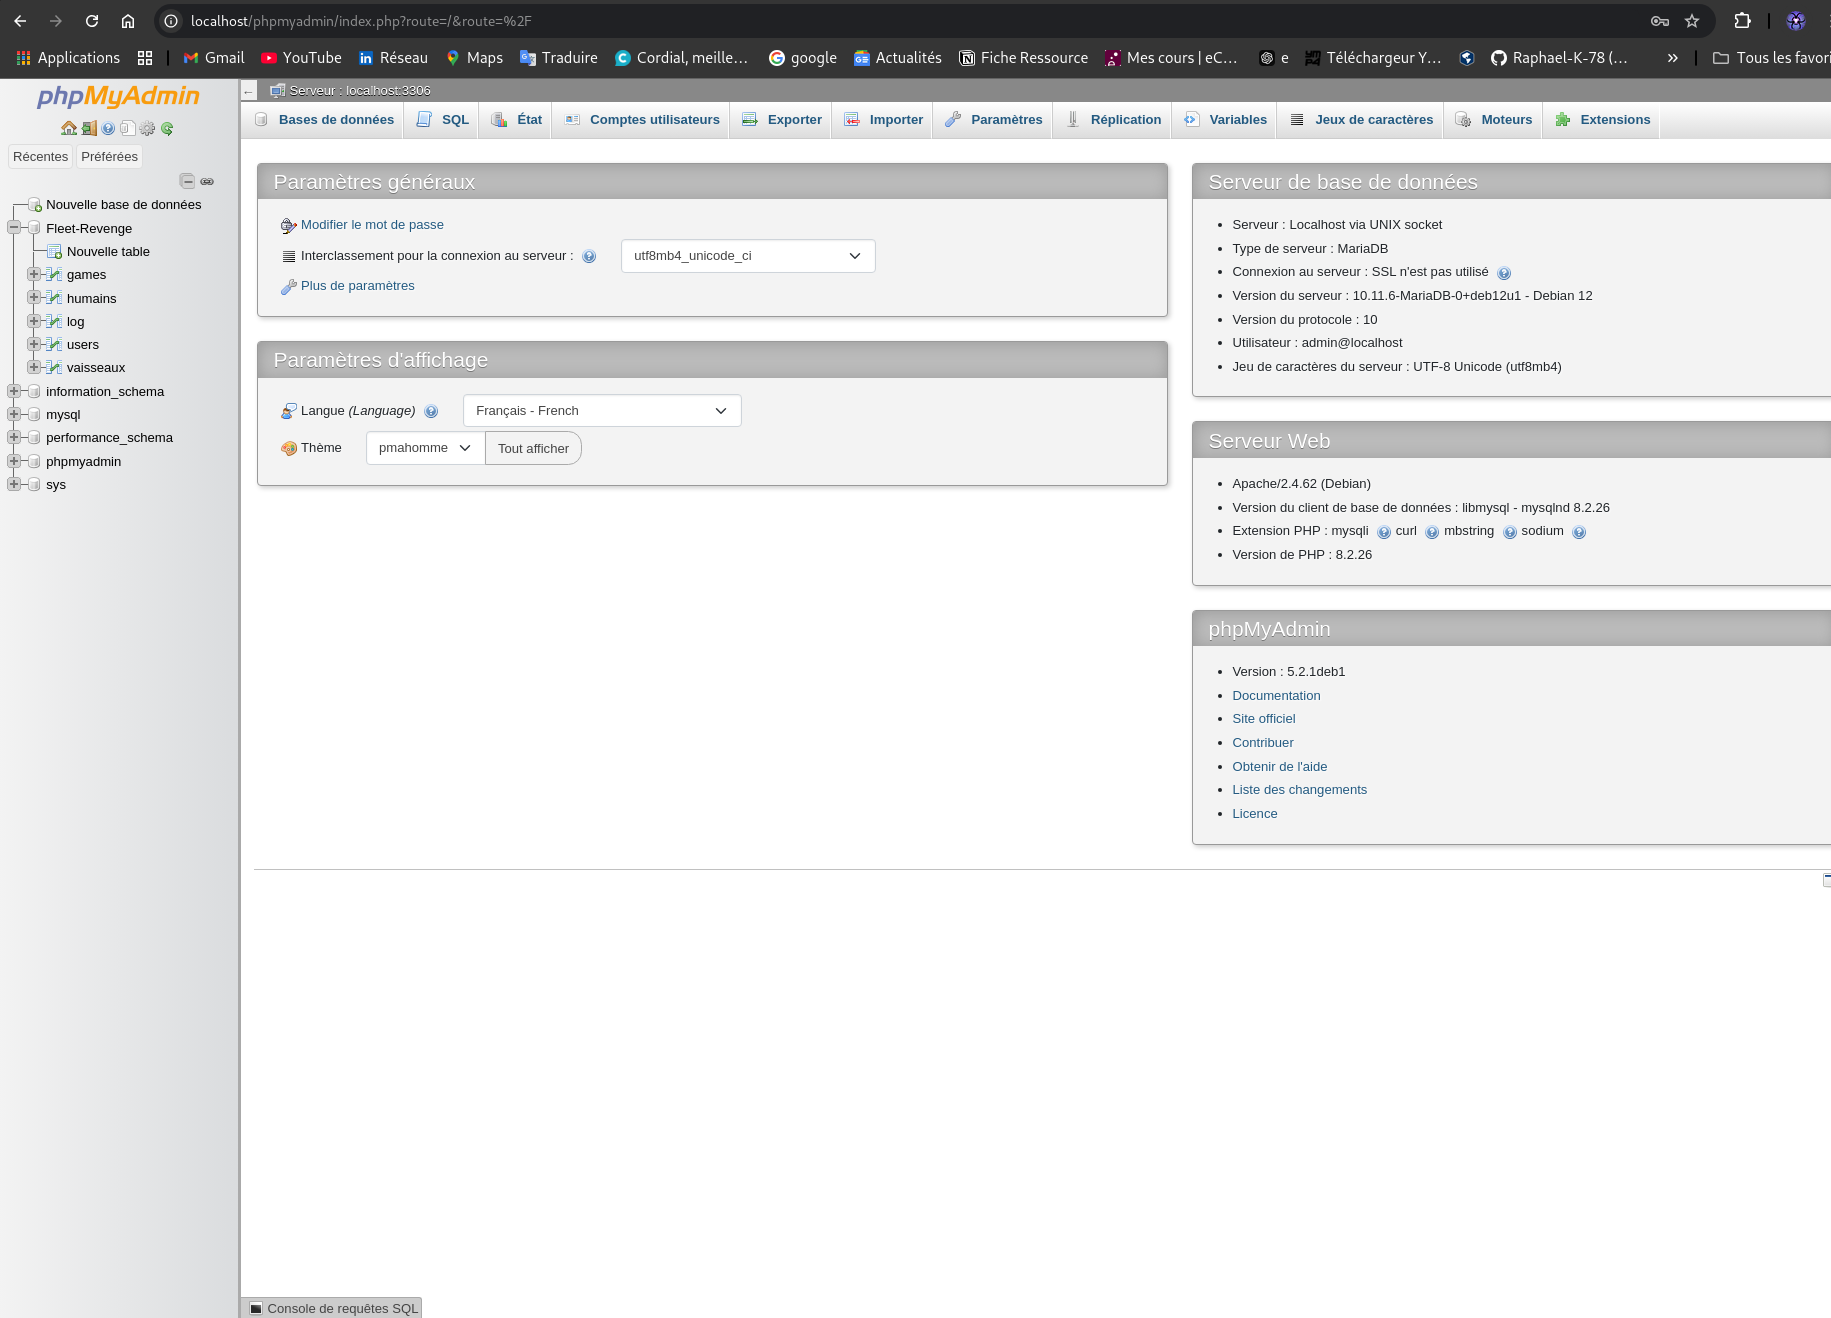 localhost/phpmyadmin/index.php?route=/&route=%2F
Applications Gmail YouTube Réseau Maps Traduire Cordial, meille… google Actualités Fiche Ressource Mes cours | eC… e Téléchargeur Y… Raphael-K-78 (… » Tous les favori
phpMyAdmin
Récentes Préférées
Nouvelle base de données
Fleet-Revenge
Nouvelle table
games
humains
log
users
vaisseaux
information_schema
mysql
performance_schema
phpmyadmin
sys
Serveur : localhost:3306
Bases de données SQL État Comptes utilisateurs Exporter Importer Paramètres Réplication Variables Jeux de caractères Moteurs Extensions
Paramètres généraux
Modifier le mot de passe
Interclassement pour la connexion au serveur : utf8mb4_unicode_ci
Plus de paramètres
Paramètres d'affichage
Langue (Language) Français - French
Thème pmahomme Tout afficher
Serveur de base de données
• Serveur : Localhost via UNIX socket
• Type de serveur : MariaDB
• Connexion au serveur : SSL n'est pas utilisé
• Version du serveur : 10.11.6-MariaDB-0+deb12u1 - Debian 12
• Version du protocole : 10
• Utilisateur : admin@localhost
• Jeu de caractères du serveur : UTF-8 Unicode (utf8mb4)
Serveur Web
• Apache/2.4.62 (Debian)
• Version du client de base de données : libmysql - mysqlnd 8.2.26
• Extension PHP : mysqli curl mbstring sodium
• Version de PHP : 8.2.26
phpMyAdmin
• Version : 5.2.1deb1
• Documentation
• Site officiel
• Contribuer
• Obtenir de l'aide
• Liste des changements
• Licence
Console de requêtes SQL